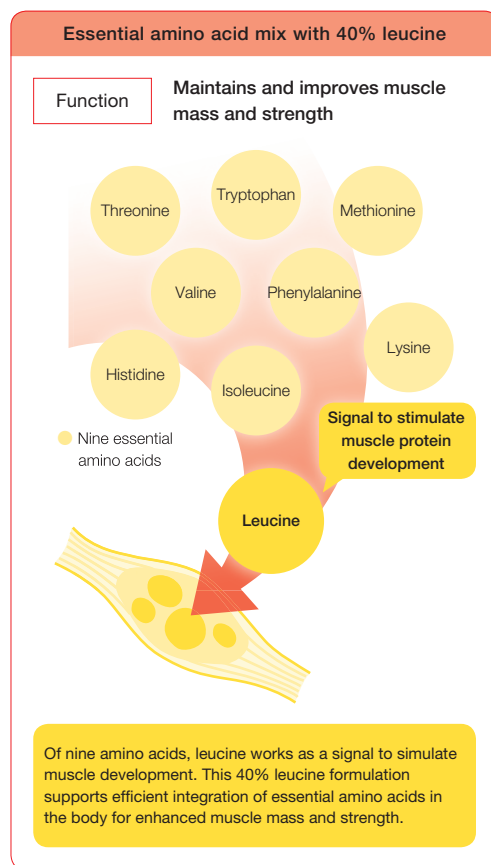 Essential amino acid mix with 40% leucine
Function
Maintains and improves muscle
mass and strength
Threonine
Tryptophan
Methionine
Valine
Phenylalanine
Lysine
Histidine
Isoleucine
Signal to stimulate
muscle protein
development
Nine essential
amino acids
Leucine
Of nine amino acids, leucine works as a signal to simulate
muscle development. This 40% leucine formulation
supports efficient integration of essential amino acids in
the body for enhanced muscle mass and strength.